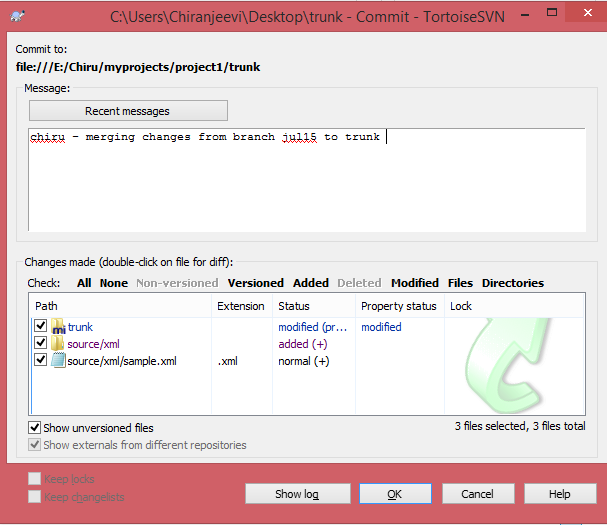 C:\Users\Chiranjeevi\Desktop\trunk - Commit - TortoiseSVN
Commit to:
file:///E:/Chiru/myprojects/project1/trunk
Message:
Recent messages
chiru - merging changes from branch jul15 to trunk
Changes made (double-click on file for diff):
Check: All None Non-versioned Versioned Added Deleted Modified Files Directories
Path Extension Status Property status Lock
trunk modified (pr... modified
source/xml added (+)
source/xml/sample.xml .xml normal (+)
Show unversioned files 3 files selected, 3 files total
Show externals from different repositories
Keep locks
Keep changelists
Show log OK Cancel Help